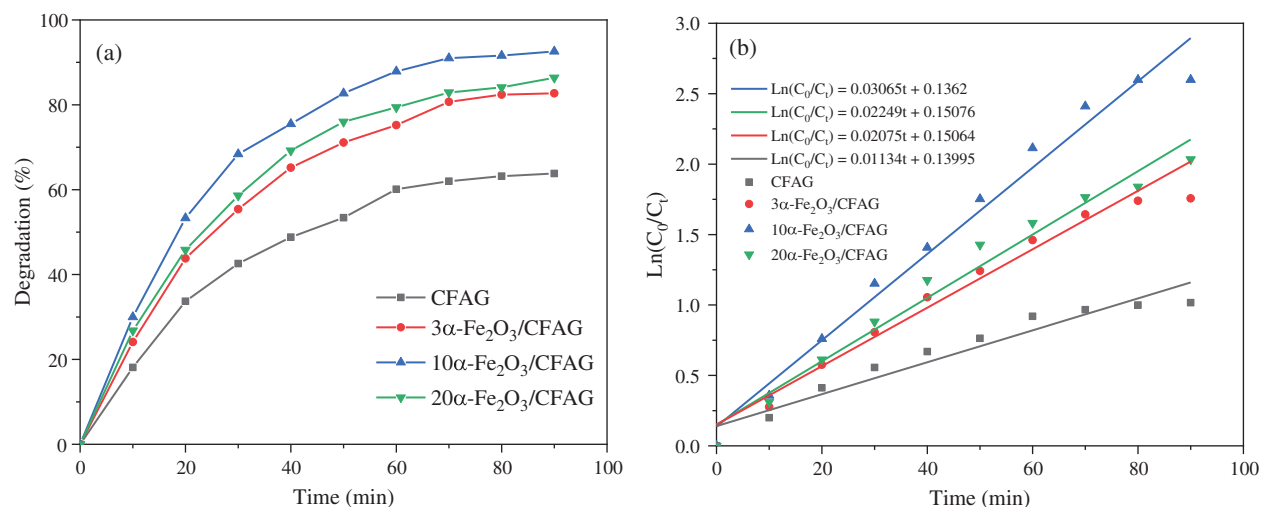 (a)
Degradation (%)
100
80
60
40
20
0
0 20 40 60 80 100
Time (min)
CFAG
3α-Fe₂O₃/CFAG
10α-Fe₂O₃/CFAG
20α-Fe₂O₃/CFAG
(b)
Ln(C₀/Cₜ)
3.0
2.5
2.0
1.5
1.0
0.5
0.0
0 20 40 60 80 100
Time (min)
Ln(C₀/Cₜ) = 0.03065t + 0.1362
Ln(C₀/Cₜ) = 0.02249t + 0.15076
Ln(C₀/Cₜ) = 0.02075t + 0.15064
Ln(C₀/Cₜ) = 0.01134t + 0.13995
CFAG
3α-Fe₂O₃/CFAG
10α-Fe₂O₃/CFAG
20α-Fe₂O₃/CFAG